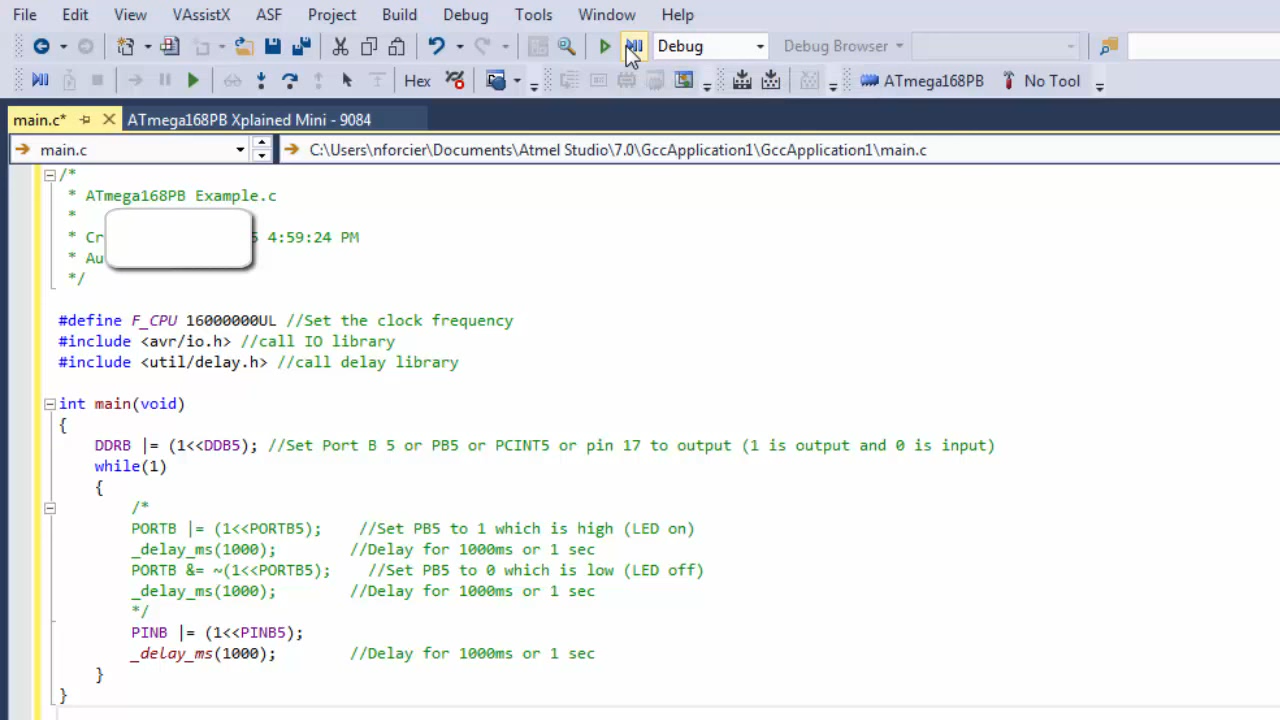 File Edit View VAssistX ASF Project Build Debug Tools Window Help
Debug Debug Browser
Hex ATmega168PB No Tool
main.c* ATmega168PB Xplained Mini - 9084
main.c C:\Users\nforcier\Documents\Atmel Studio\7.0\GccApplication1\GccApplication1\main.c
/*
* ATmega168PB Example.c
*
* Cr 5 4:59:24 PM
* Au
*/
#define F_CPU 16000000UL //Set the clock frequency
#include <avr/io.h> //call IO library
#include <util/delay.h> //call delay library
int main(void)
{
DDRB |= (1<<DDB5); //Set Port B 5 or PB5 or PCINT5 or pin 17 to output (1 is output and 0 is input)
while(1)
{
/*
PORTB |= (1<<PORTB5); //Set PB5 to 1 which is high (LED on)
_delay_ms(1000); //Delay for 1000ms or 1 sec
PORTB &= ~(1<<PORTB5); //Set PB5 to 0 which is low (LED off)
_delay_ms(1000); //Delay for 1000ms or 1 sec
*/
PINB |= (1<<PINB5);
_delay_ms(1000); //Delay for 1000ms or 1 sec
}
}